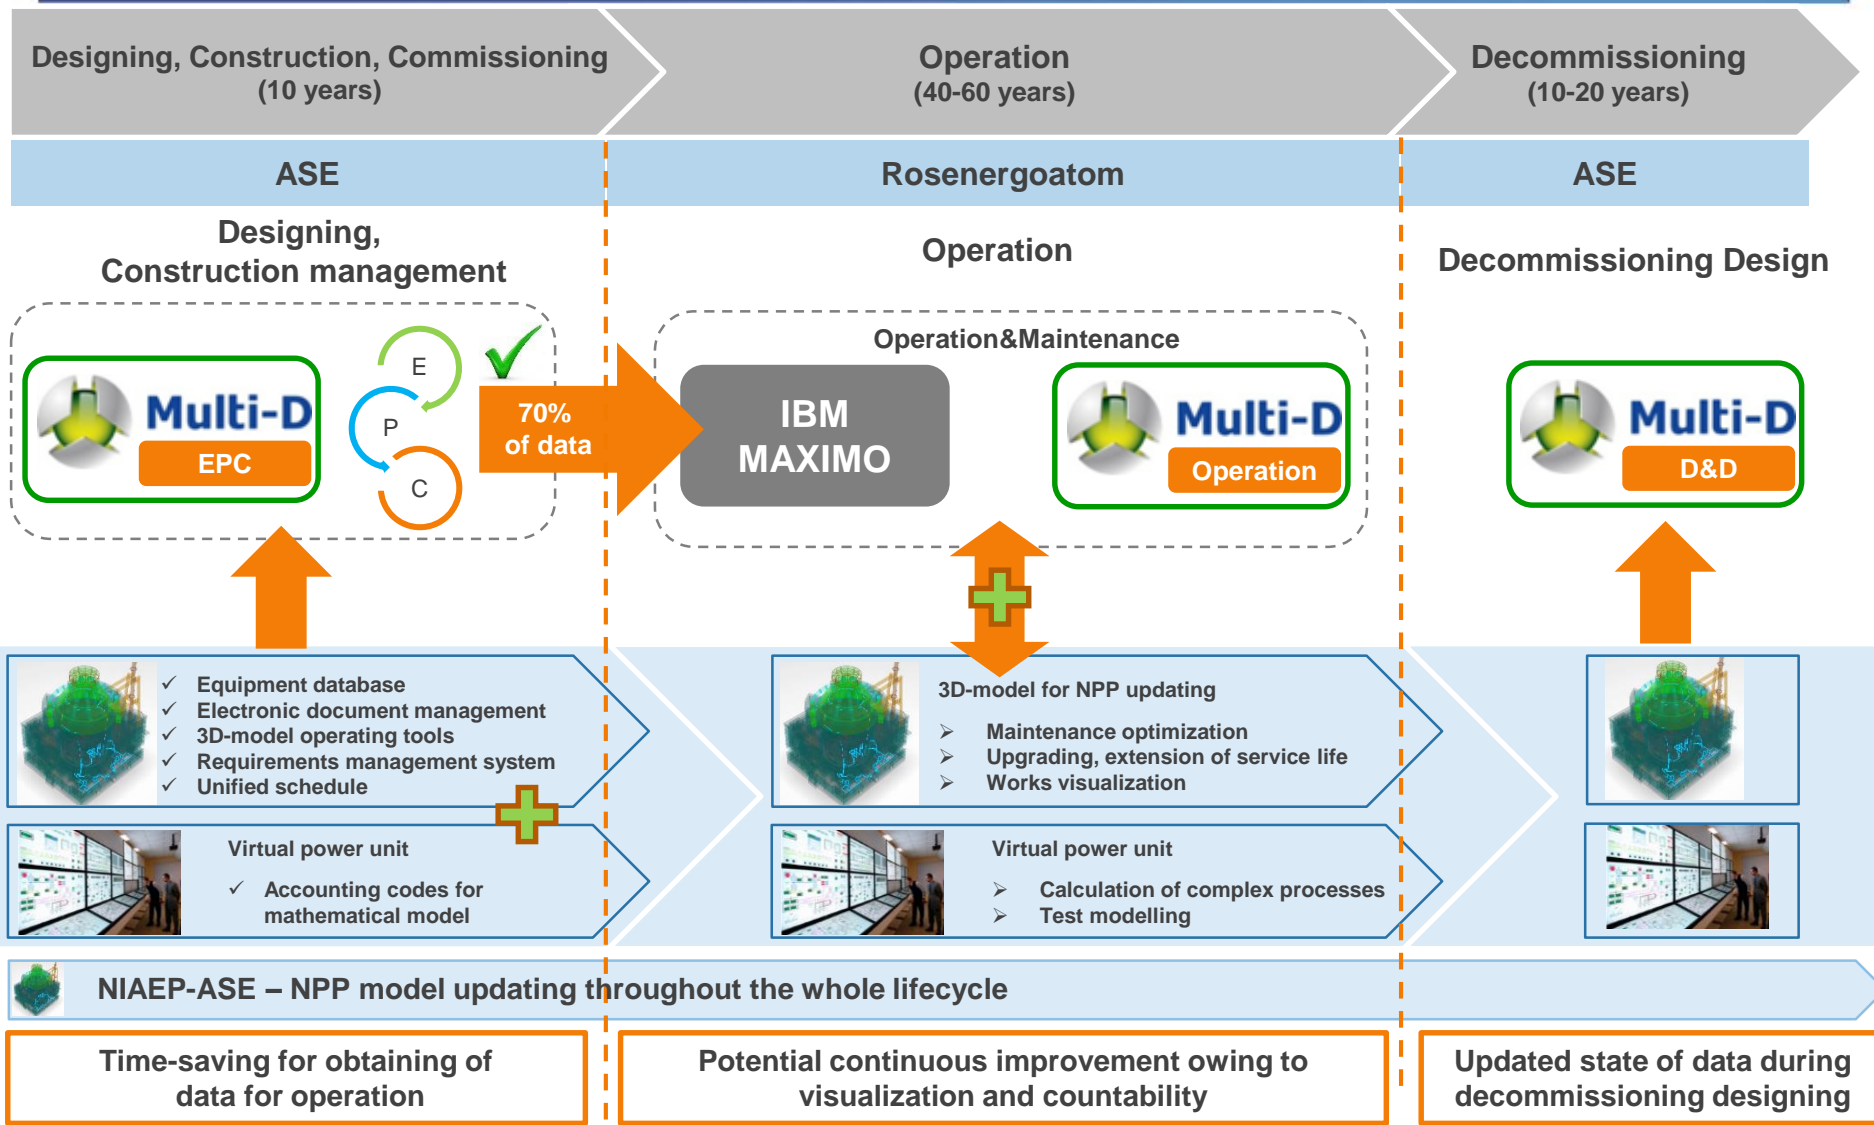 Designing, Construction, Commissioning
(10 years)
Operation
(40-60 years)
Decommissioning
(10-20 years)
ASE
Rosenergoatom
ASE
Designing,
Construction management
Operation
Decommissioning Design
Multi-D
EPC
E
P
C
70%
of data
Operation&Maintenance
IBM
MAXIMO
Multi-D
Operation
Multi-D
D&D
Equipment database
Electronic document management
3D-model operating tools
Requirements management system
Unified schedule
3D-model for NPP updating
Maintenance optimization
Upgrading, extension of service life
Works visualization
Virtual power unit
Accounting codes for
mathematical model
Virtual power unit
Calculation of complex processes
Test modelling
NIAEP-ASE – NPP model updating throughout the whole lifecycle
Time-saving for obtaining of
data for operation
Potential continuous improvement owing to
visualization and countability
Updated state of data during
decommissioning designing